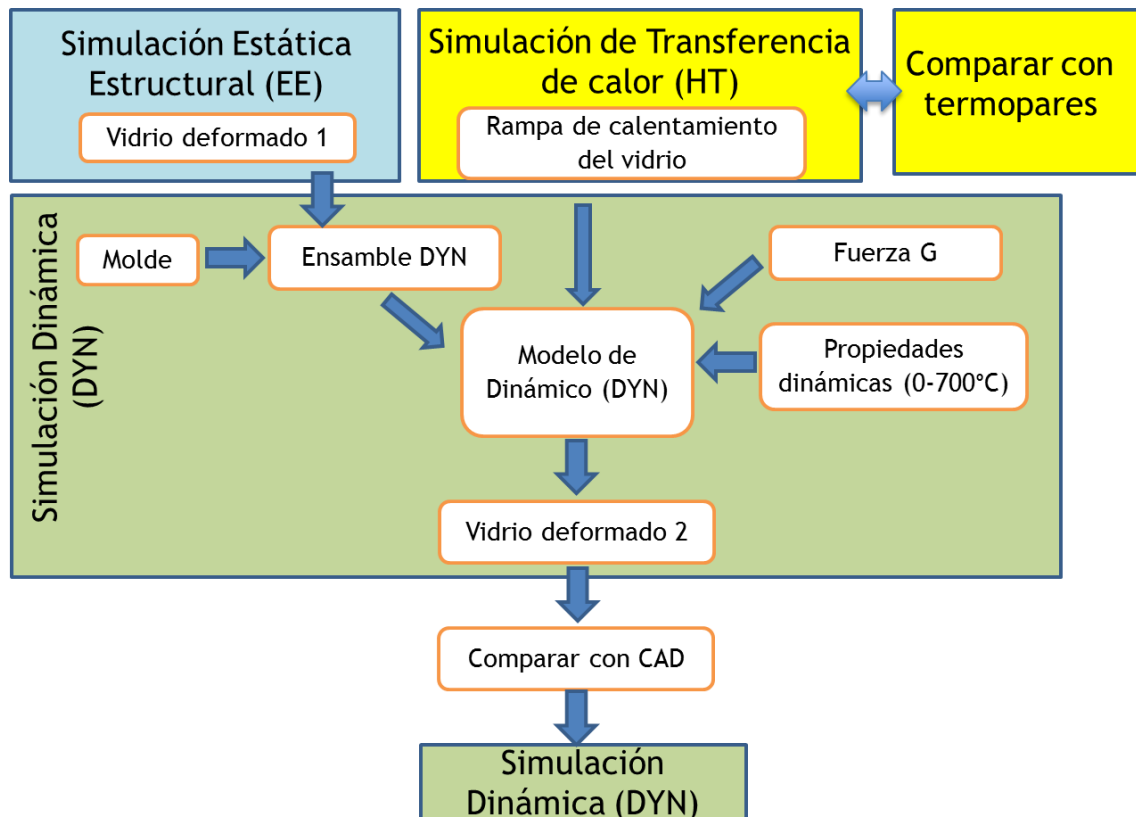 Simulación Estática
Estructural (EE)
Vidrio deformado 1
Simulación de Transferencia
de calor (HT)
Rampa de calentamiento
del vidrio
Comparar con
termopares
Simulación Dinámica
(DYN)
Molde
Ensamble DYN
Fuerza G
Modelo de
Dinámico (DYN)
Propiedades
dinámicas (0-700°C)
Vidrio deformado 2
Comparar con CAD
Simulación
Dinámica (DYN)